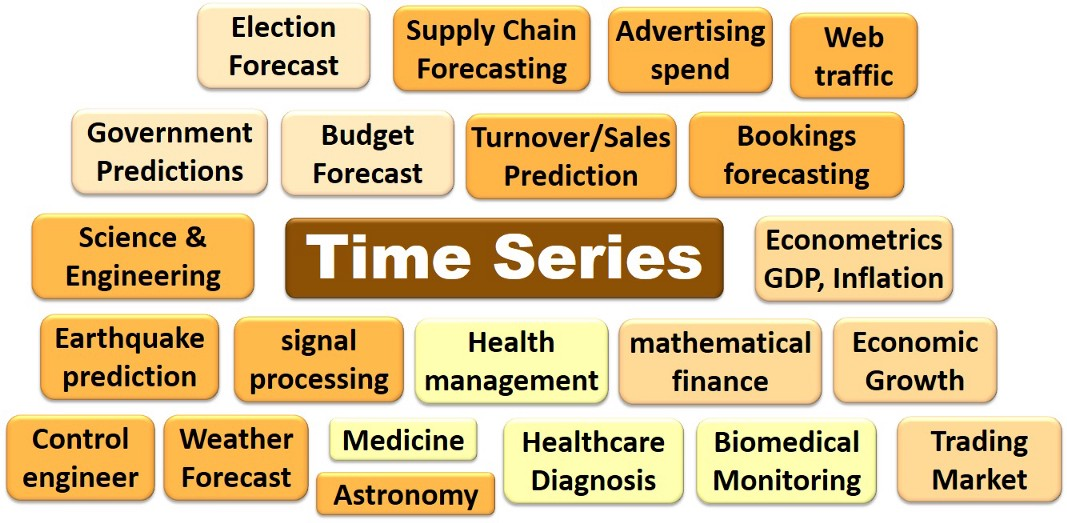 Election
Forecast
Supply Chain
Forecasting
Advertising
spend
Web
traffic
Government
Predictions
Budget
Forecast
Turnover/Sales
Prediction
Bookings
forecasting
Science &
Engineering
Time Series
Econometrics
GDP, Inflation
Earthquake
prediction
signal
processing
Health
management
mathematical
finance
Economic
Growth
Control
engineer
Weather
Forecast
Medicine
Astronomy
Healthcare
Diagnosis
Biomedical
Monitoring
Trading
Market